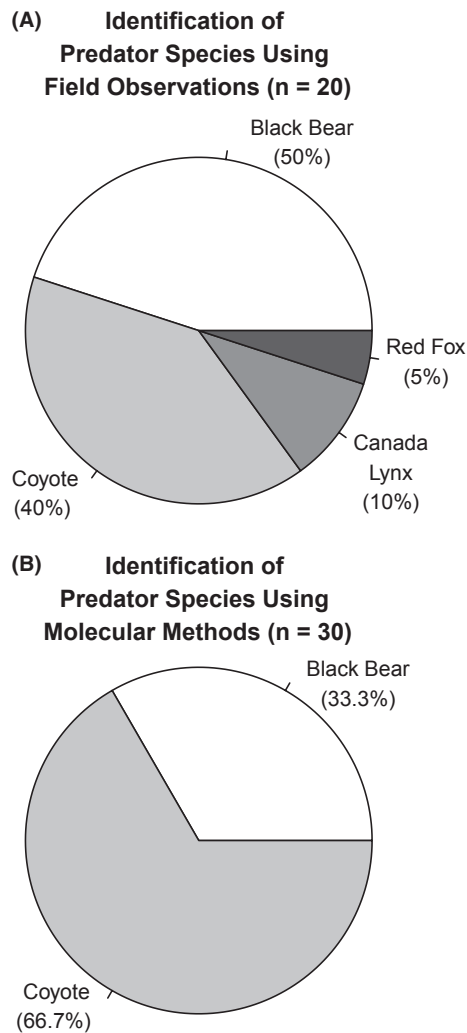 (A) Identification of
Predator Species Using
Field Observations (n = 20)
Black Bear
(50%)
Red Fox
(5%)
Canada
Lynx
(10%)
Coyote
(40%)
(B) Identification of
Predator Species Using
Molecular Methods (n = 30)
Black Bear
(33.3%)
Coyote
(66.7%)